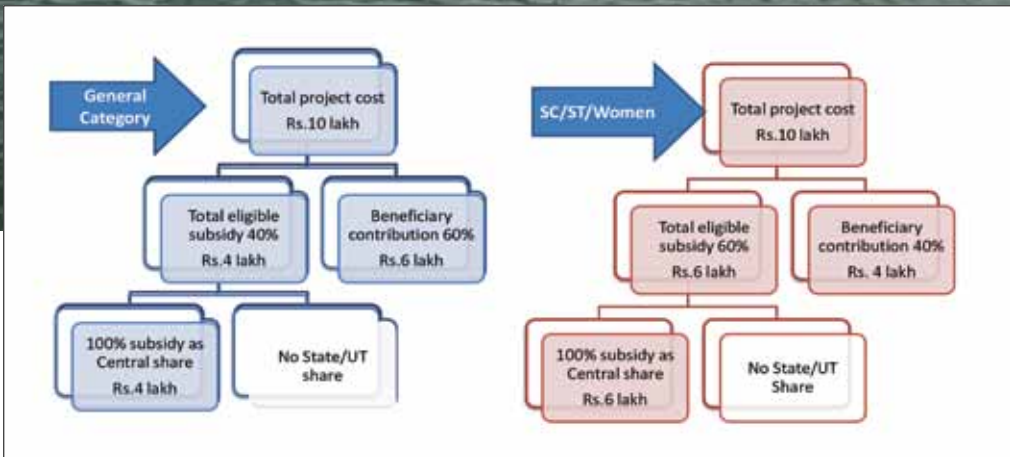 General
Category
Total project cost
Rs.10 lakh
Total eligible
subsidy 40%
Rs.4 lakh
Beneficiary
contribution 60%
Rs.6 lakh
100% subsidy as
Central share
Rs.4 lakh
No State/UT
share
SC/ST/Women
Total project cost
Rs.10 lakh
Total eligible
subsidy 60%
Rs.6 lakh
Beneficiary
contribution 40%
Rs. 4 lakh
100% subsidy as
Central share
Rs.6 lakh
No State/UT
Share